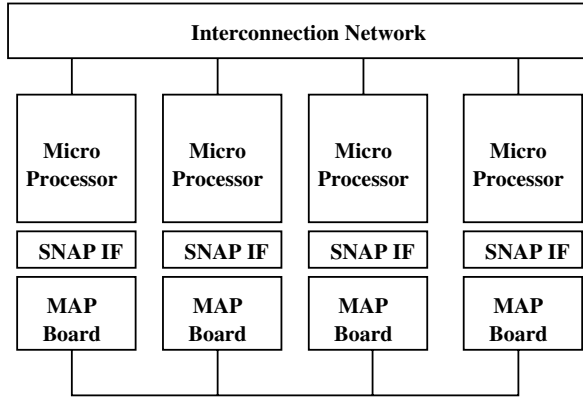 Interconnection Network
Micro
Processor
Micro
Processor
Micro
Processor
Micro
Processor
SNAP IF
SNAP IF
SNAP IF
SNAP IF
MAP
Board
MAP
Board
MAP
Board
MAP
Board